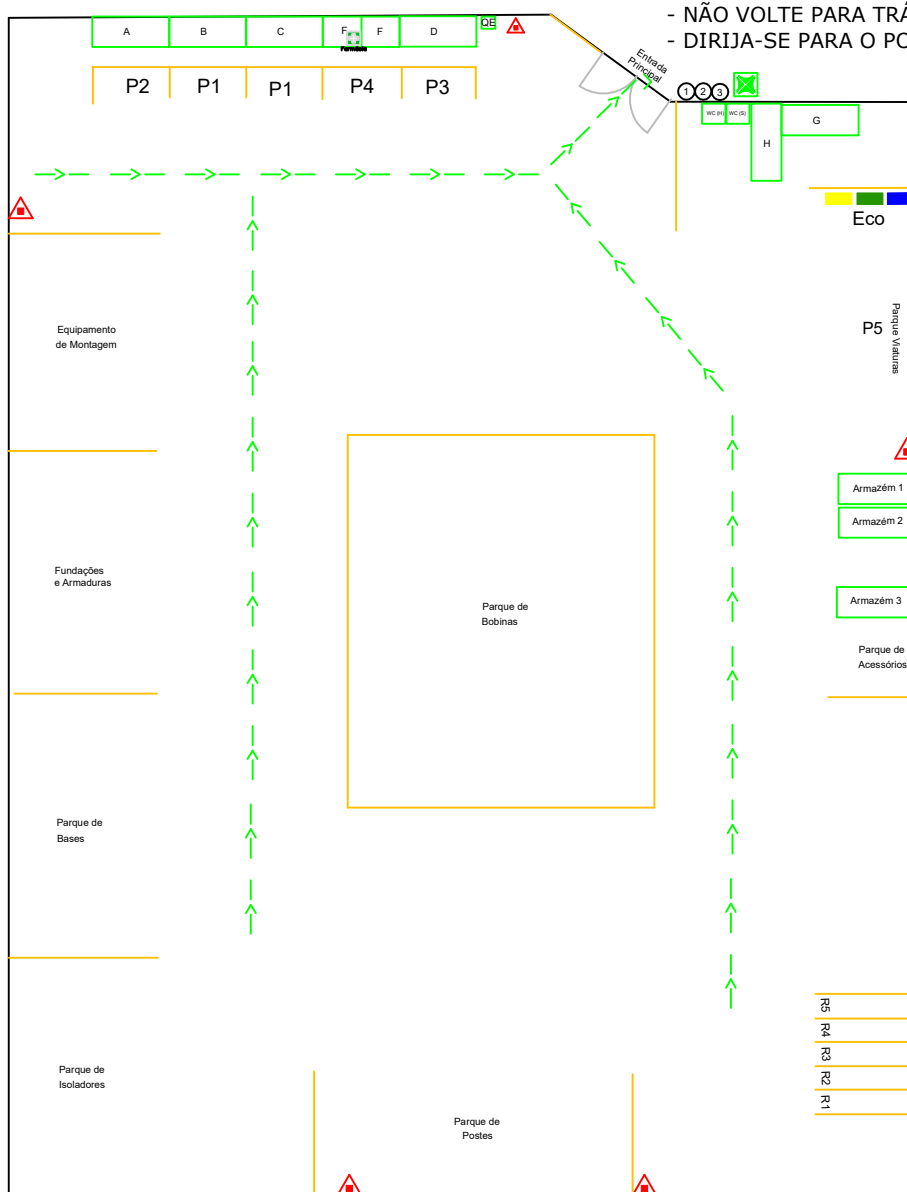 - NÃO VOLTE PARA TRÁ
- DIRIJA-SE PARA O PO
A
B
C
F
F
D
QE
Farmácia
P2
P1
P1
P4
P3
Entrada
Principal
1
2
3
WC (H)
WC (S)
H
G
Eco
P5
Parque Viaturas
Equipamento
de Montagem
Armazém 1
Armazém 2
Fundações
e Armaduras
Armazém 3
Parque de
Bobinas
Parque de
Acessórios
Parque de
Bases
R5
R4
R3
R2
R1
Parque de
Isoladores
Parque de
Postes